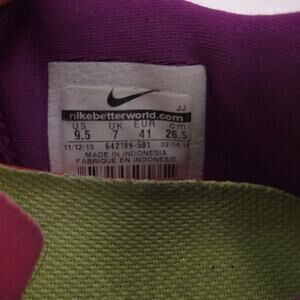 JJ
nikebetterworld.com
US UK EUR cm
9.5 7 41 26.5
11/12/13 642199-501 02/04/14
MADE IN INDONESIA
FABRIQUE EN INDONESIE